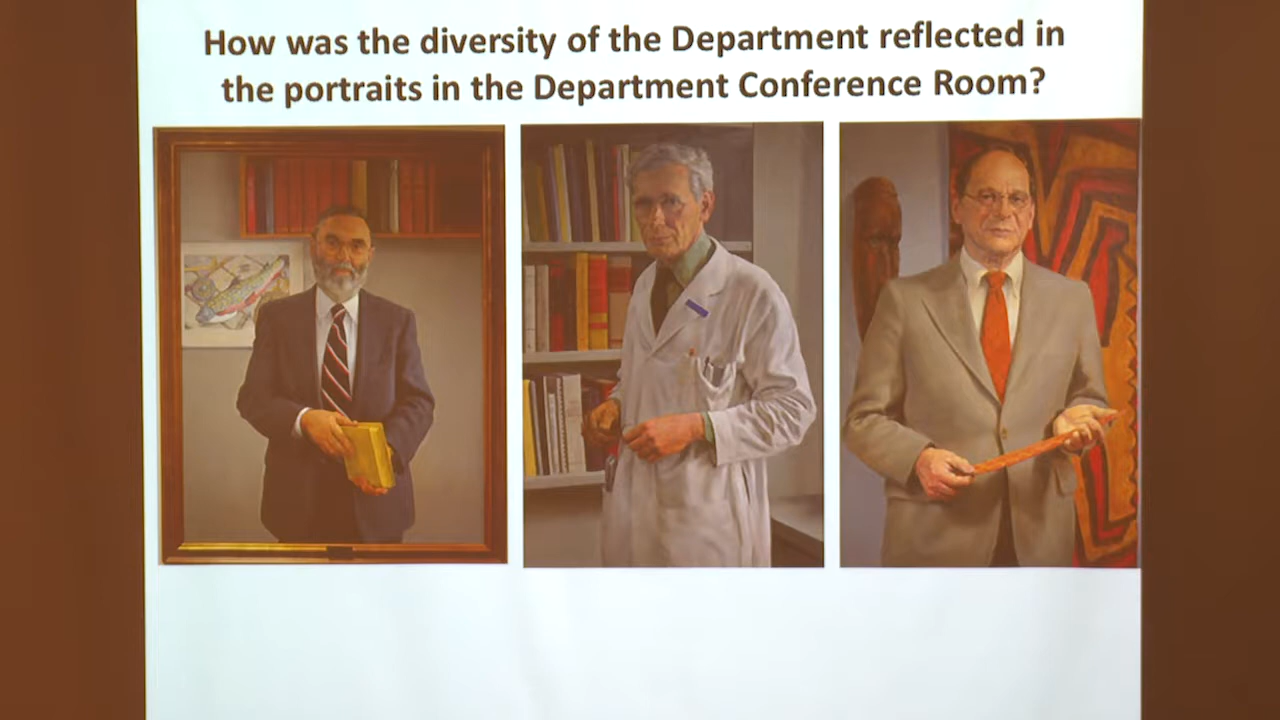 How was the diversity of the Department reflected in
the portraits in the Department Conference Room?